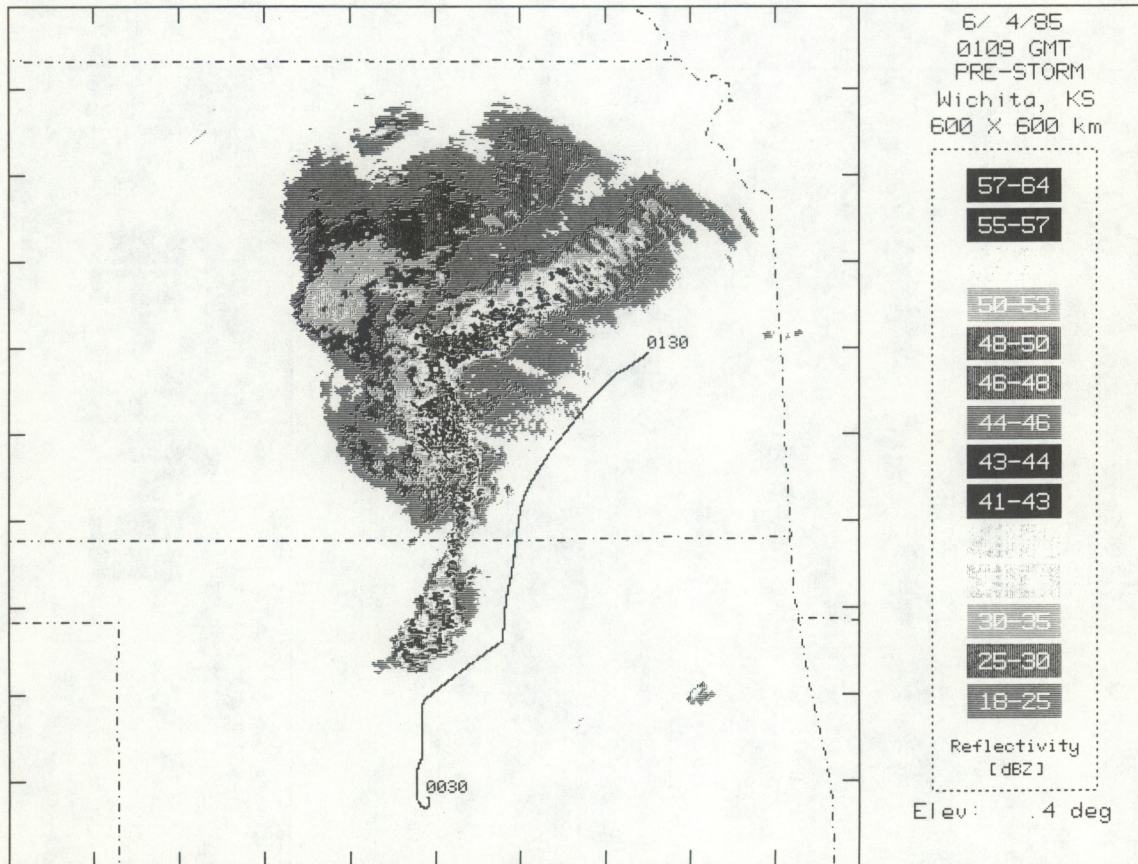 6/ 4/85
0109 GMT
PRE-STORM
Wichita, KS
600 X 600 km
57-64
55-57
50-53
48-50
46-48
44-46
43-44
41-43
30-35
25-30
18-25
Reflectivity
[dBZ]
Elev: .4 deg
0130
0030